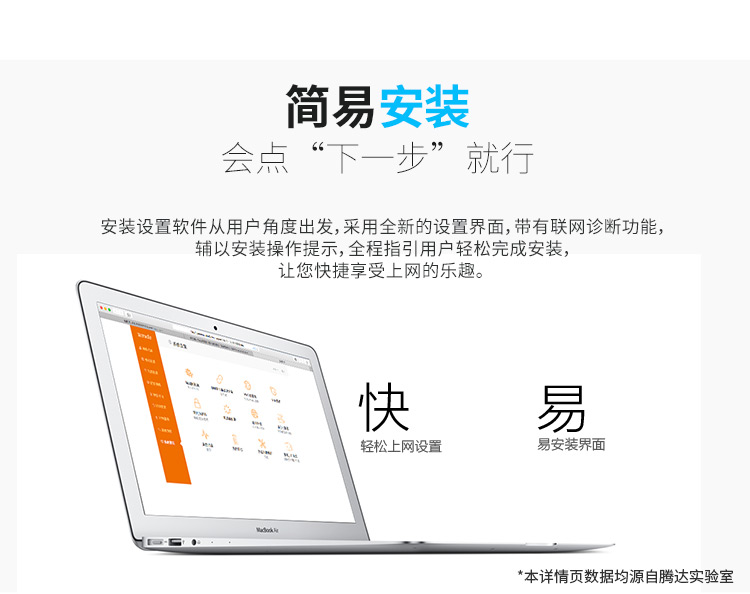 简易安装
会点“下一步”就行
安装设置软件从用户角度出发,采用全新的设置界面,带有联网诊断功能,
辅以安装操作提示,全程指引用户轻松完成安装,
让您快捷享受上网的乐趣。
快 易
轻松上网设置 易安装界面
MacBook Air
*本详情页数据均源自腾达实验室